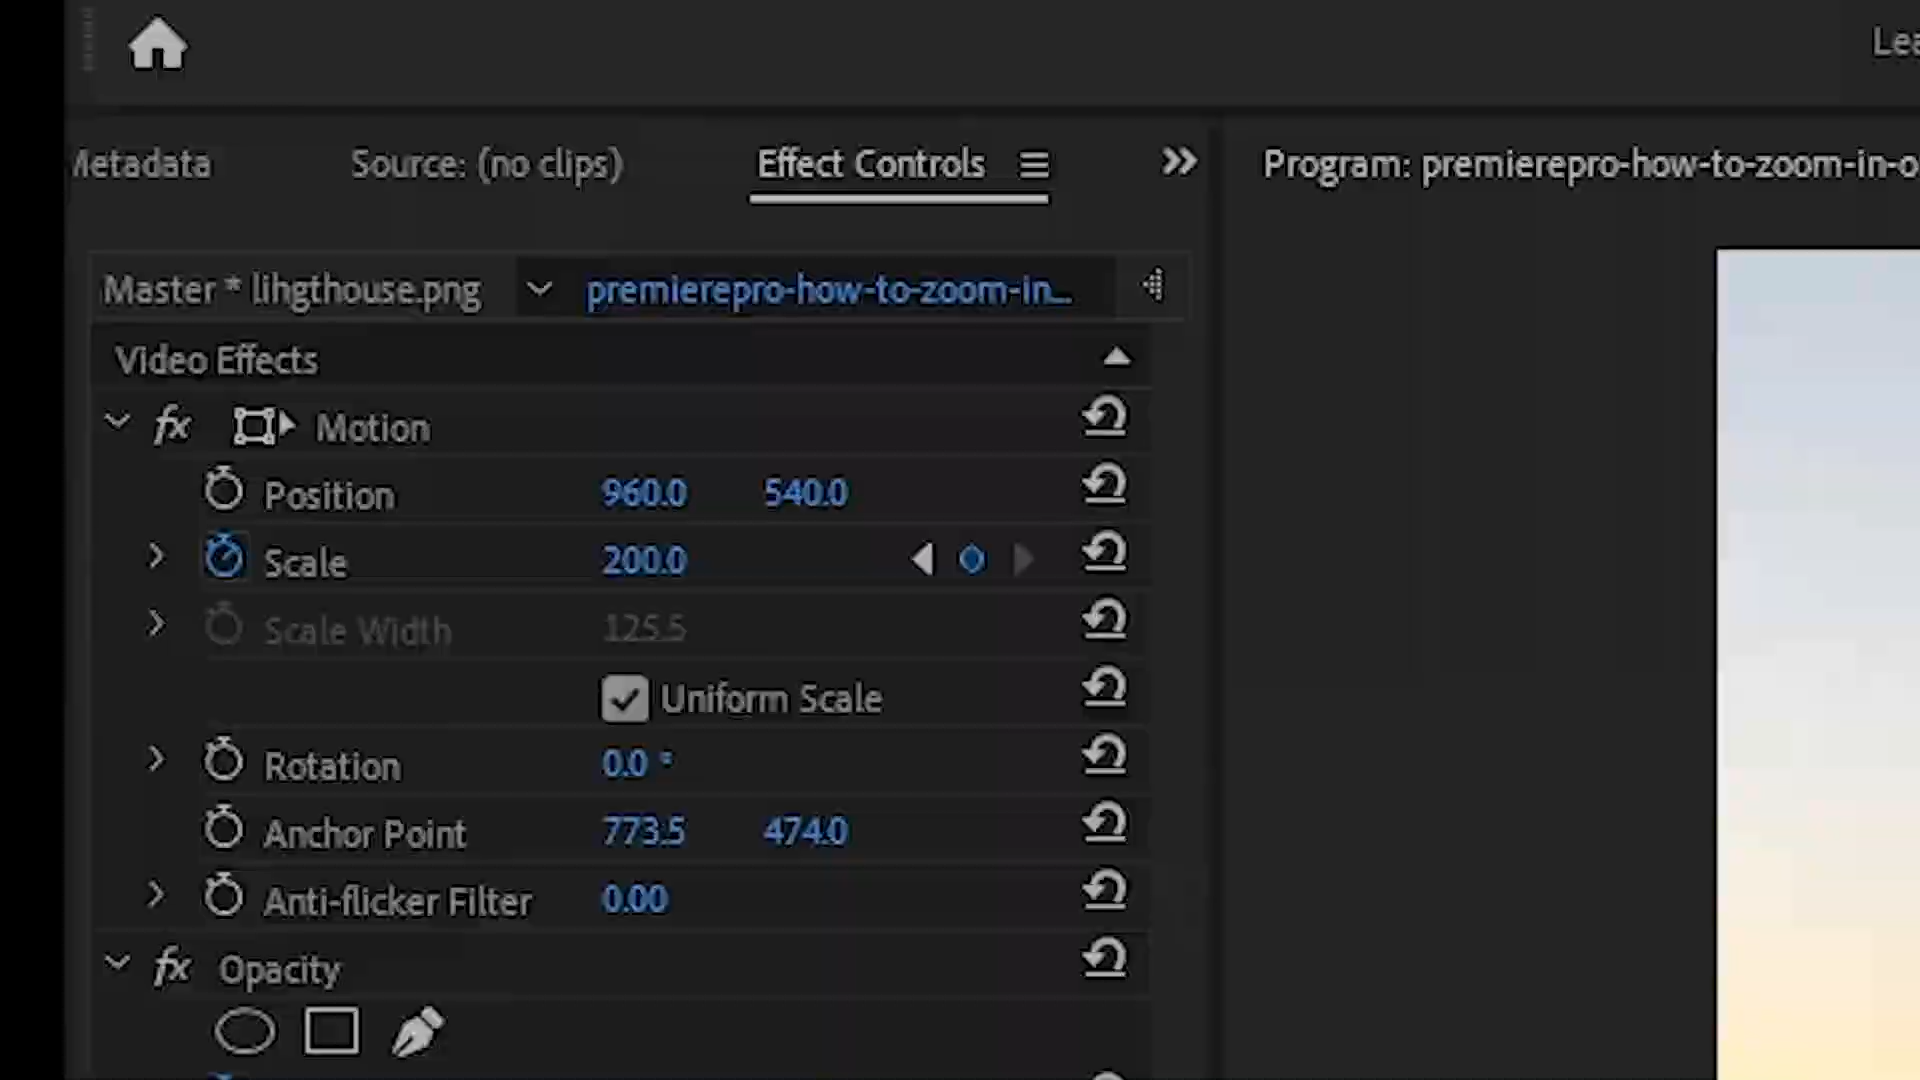 Lea
Metadata Source: (no clips) Effect Controls Program: premierepro-how-to-zoom-in-o
Master * lihgthouse.png premierepro-how-to-zoom-in...
Video Effects
fx Motion
Position 960.0 540.0
Scale 200.0
Scale Width 125.5
Uniform Scale
Rotation 0.0 °
Anchor Point 773.5 474.0
Anti-flicker Filter 0.00
fx Opacity